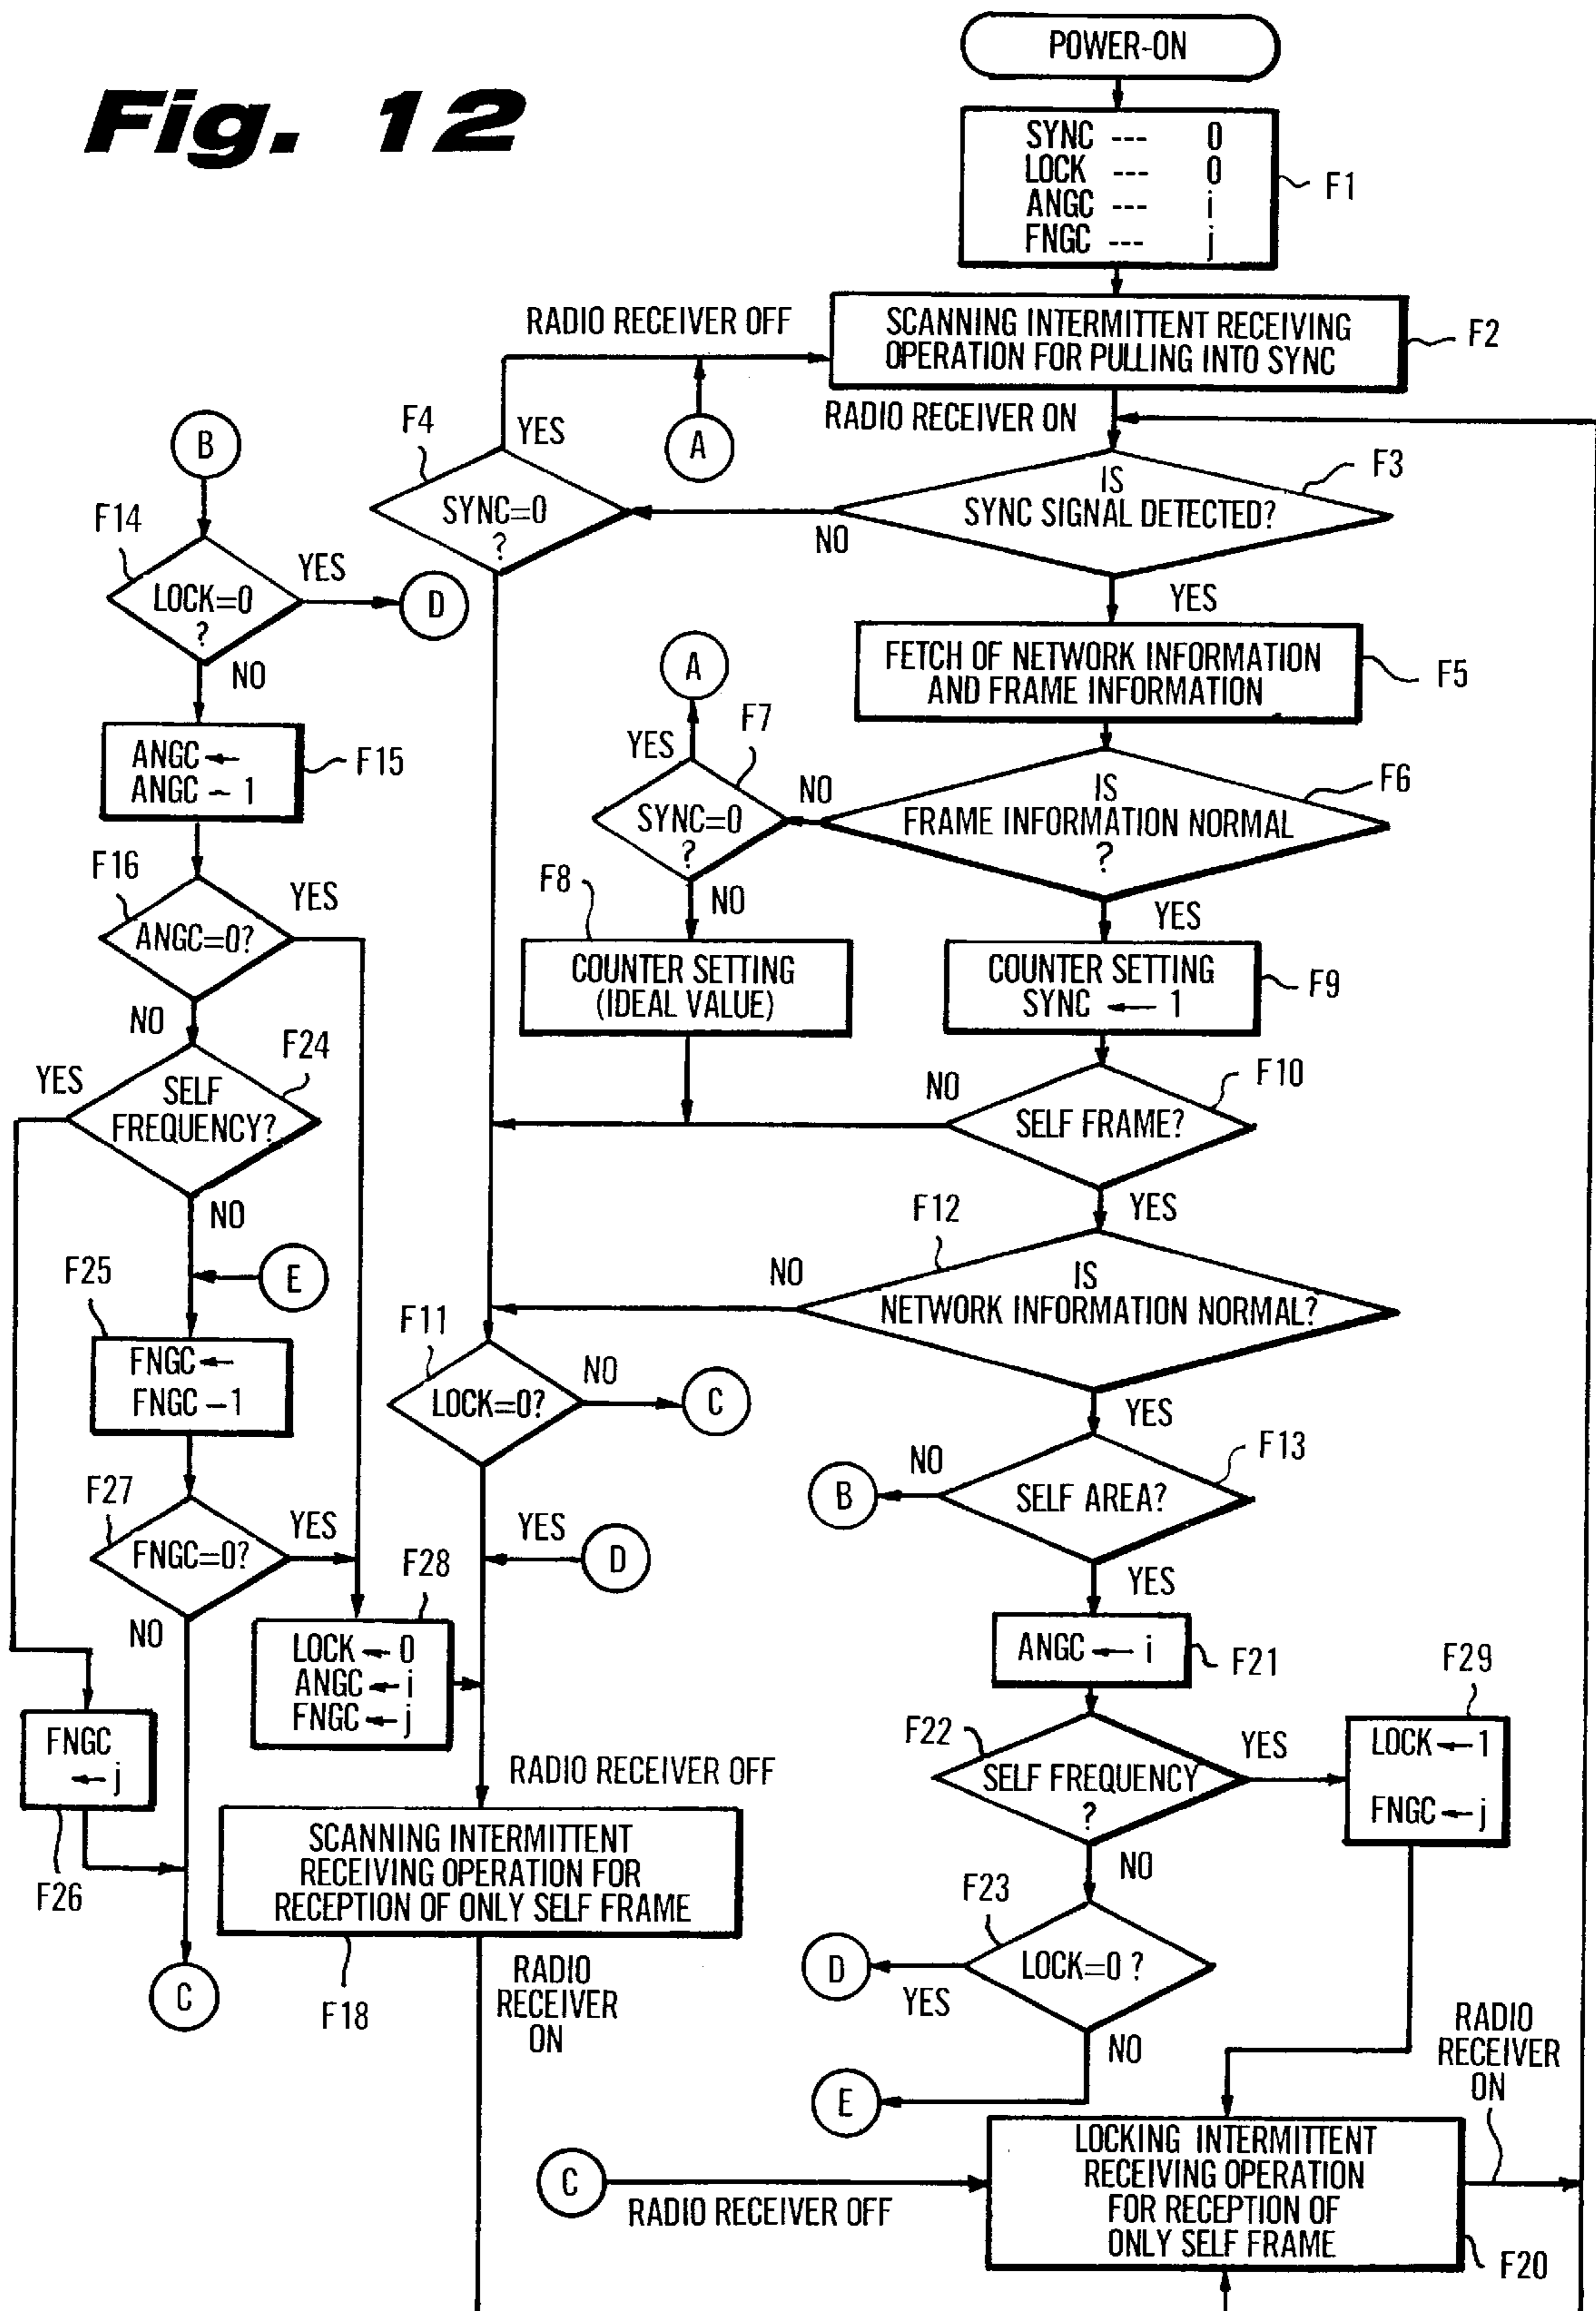 Fig. 12
POWER-ON
SYNC --- 0
LOCK --- 0
ANGC --- i
FNGC --- j
F1
RADIO RECEIVER OFF
SCANNING INTERMITTENT RECEIVING
OPERATION FOR PULLING INTO SYNC
F2
RADIO RECEIVER ON
A
F4
YES
SYNC=0
?
IS
SYNC SIGNAL DETECTED?
F3
NO
YES
B
F14
LOCK=0
?
YES
D
NO
FETCH OF NETWORK INFORMATION
AND FRAME INFORMATION
F5
A
YES
F7
SYNC=0
?
NO
NO
IS
FRAME INFORMATION NORMAL
?
F6
YES
ANGC ←
ANGC - 1
F15
F16
ANGC=0?
YES
NO
F8
COUNTER SETTING
(IDEAL VALUE)
COUNTER SETTING
SYNC ← 1
F9
YES
SELF
FREQUENCY?
F24
NO
NO
SELF FRAME?
F10
YES
E
F25
FNGC ←
FNGC -1
F12
NO
IS
NETWORK INFORMATION NORMAL?
YES
F11
LOCK=0?
NO
C
YES
D
F27
FNGC=0?
YES
NO
NO
B
SELF AREA?
F13
YES
F28
LOCK ← 0
ANGC ← i
FNGC ← j
ANGC ← i
F21
FNGC
← j
F26
C
RADIO RECEIVER OFF
F22
SELF FREQUENCY
?
YES
NO
F29
LOCK ← 1
FNGC ← j
SCANNING INTERMITTENT
RECEIVING OPERATION FOR
RECEPTION OF ONLY SELF FRAME
F18
RADIO
RECEIVER
ON
F23
LOCK=0 ?
D
YES
NO
E
C
RADIO RECEIVER OFF
LOCKING INTERMITTENT
RECEIVING OPERATION
FOR RECEPTION OF
ONLY SELF FRAME
F20
RADIO
RECEIVER
ON